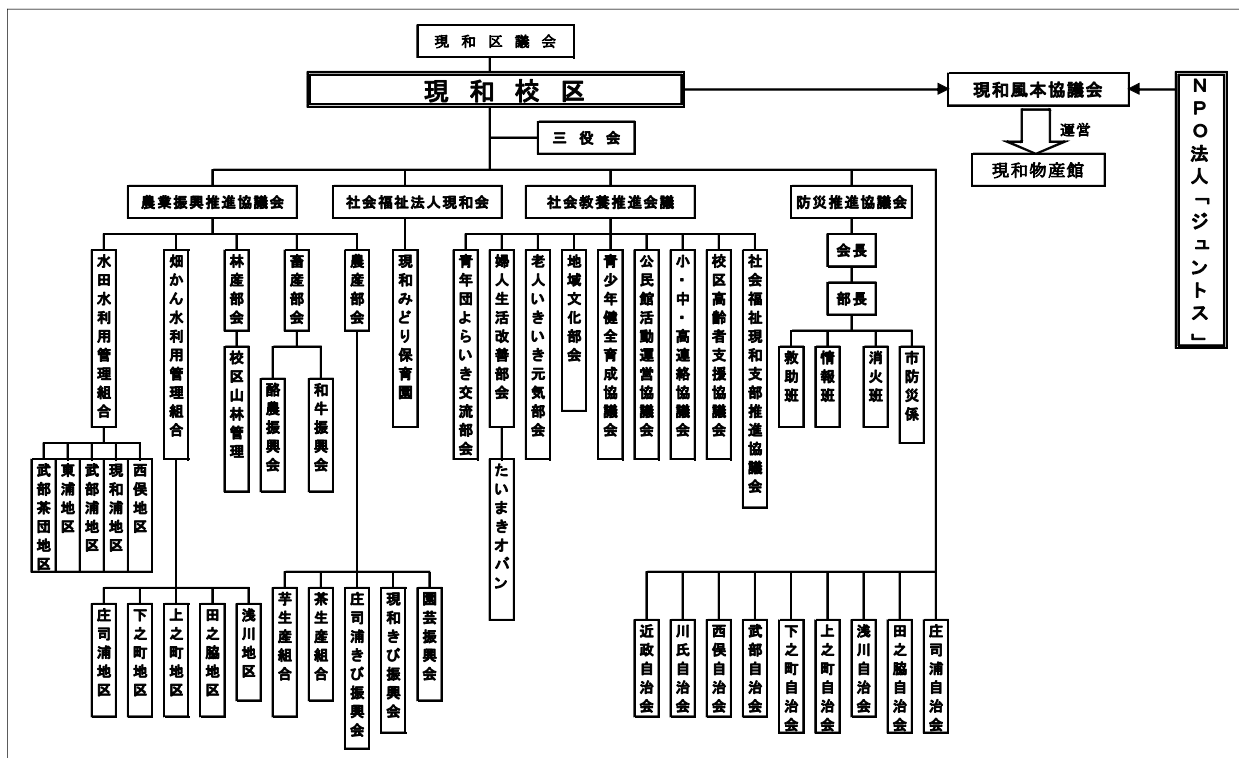 現和区議会
現和校区
現和風本協議会
NPO法人「ジュントス」
運営
現和物産館
三役会
農業振興推進協議会
社会福祉法人現和会
社会教養推進会議
防災推進協議会
水田水利用管理組合
畑かん水利用管理組合
林産部会
畜産部会
農産部会
現和みどり保育園
青年団よらいき交流部会
婦人生活改善部会
老人いきいき元気部会
地域文化部会
青少年健全育成協議会
公民館活動運営協議会
小・中・高連絡協議会
校区高齢者支援協議会
社会福祉現和支部推進協議会
会長
部長
救助班
情報班
消火班
市防災係
校区山林管理
酪農振興会
和牛振興会
たいまきオバン
武部茶団地区
東浦地区
武部浦地区
現和浦地区
西俣地区
庄司浦地区
下之町地区
上之町地区
田之脇地区
浅川地区
芋生産組合
茶生産組合
庄司浦きび振興会
現和きび振興会
園芸振興会
近政自治会
川氏自治会
西俣自治会
武部自治会
下之町自治会
上之町自治会
浅川自治会
田之脇自治会
庄司浦自治会